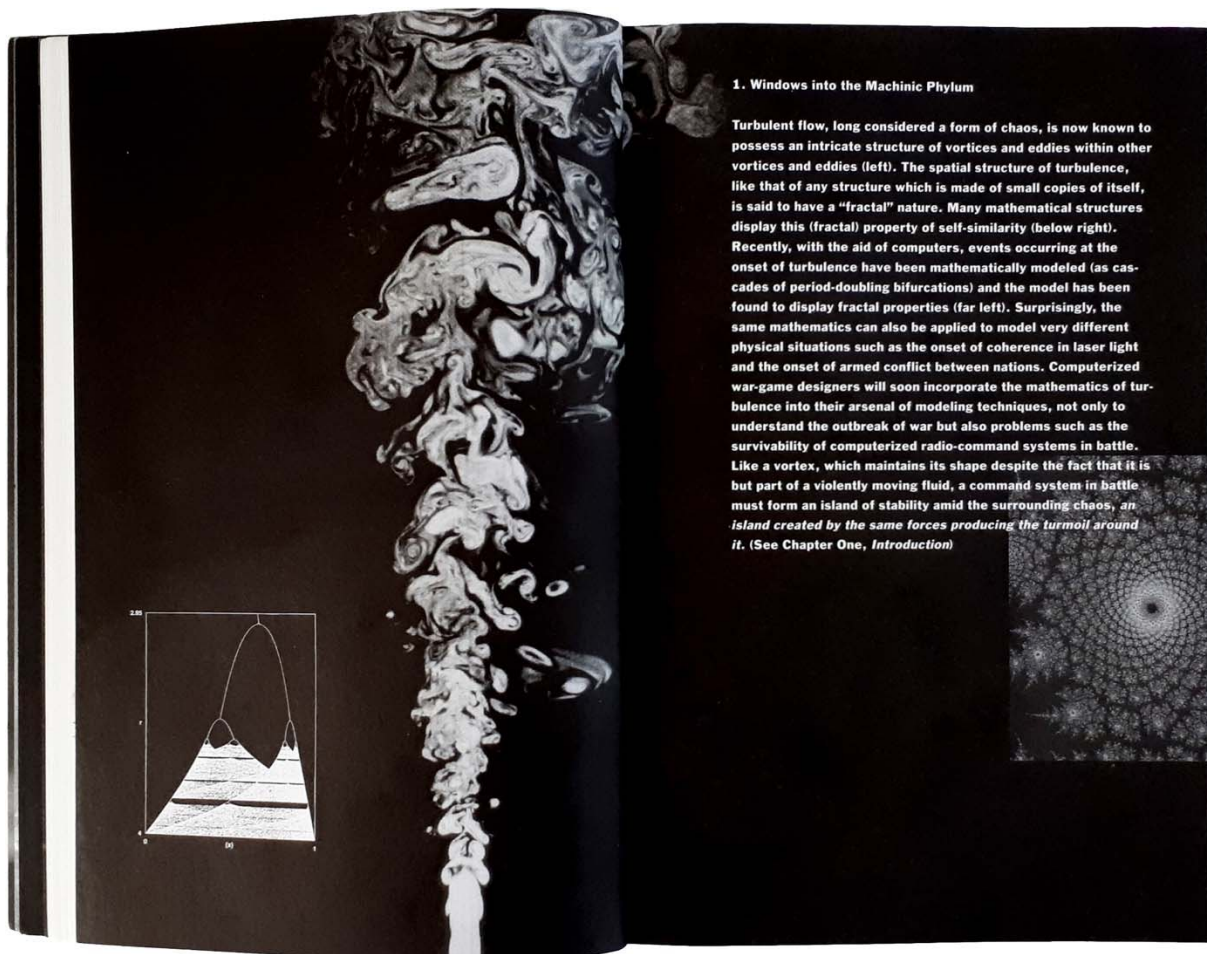 2.95
r
4
0
(x)
1
1. Windows into the Machinic Phylum
Turbulent flow, long considered a form of chaos, is now known to
possess an intricate structure of vortices and eddies within other
vortices and eddies (left). The spatial structure of turbulence,
like that of any structure which is made of small copies of itself,
is said to have a “fractal” nature. Many mathematical structures
display this (fractal) property of self-similarity (below right).
Recently, with the aid of computers, events occurring at the
onset of turbulence have been mathematically modeled (as cas-
cades of period-doubling bifurcations) and the model has been
found to display fractal properties (far left). Surprisingly, the
same mathematics can also be applied to model very different
physical situations such as the onset of coherence in laser light
and the onset of armed conflict between nations. Computerized
war-game designers will soon incorporate the mathematics of tur-
bulence into their arsenal of modeling techniques, not only to
understand the outbreak of war but also problems such as the
survivability of computerized radio-command systems in battle.
Like a vortex, which maintains its shape despite the fact that it is
but part of a violently moving fluid, a command system in battle
must form an island of stability amid the surrounding chaos, an
island created by the same forces producing the turmoil around
it. (See Chapter One, Introduction)